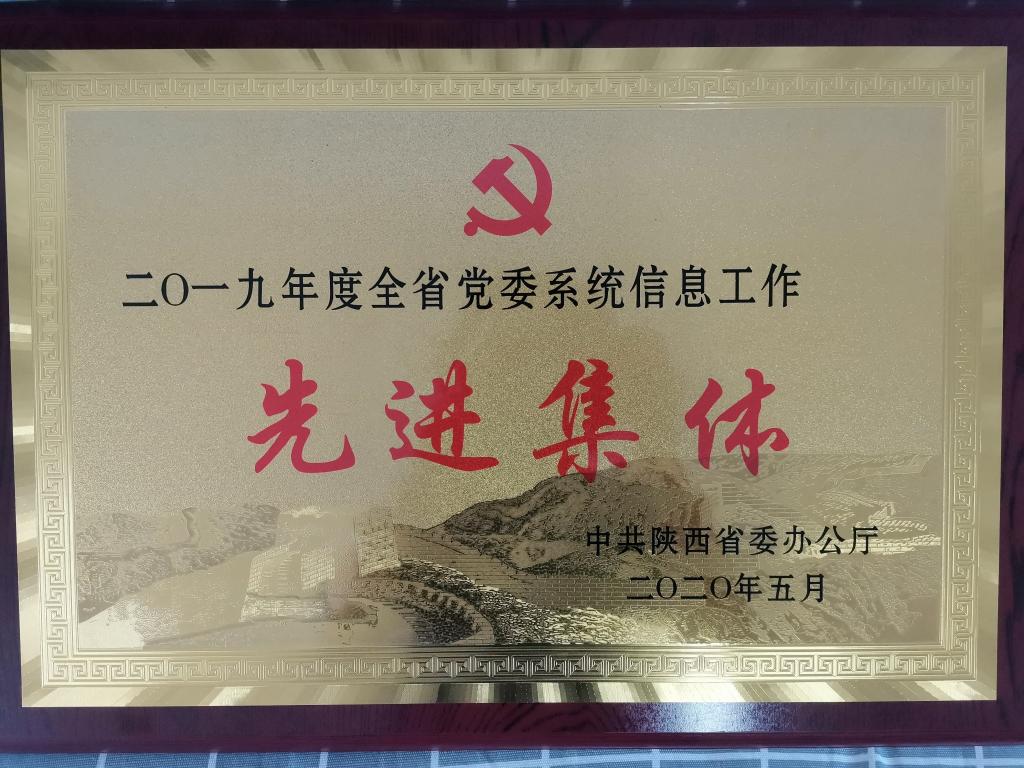 二〇一九年度全省党委系统信息工作
先进集体
中共陕西省委办公厅
二〇二〇年五月